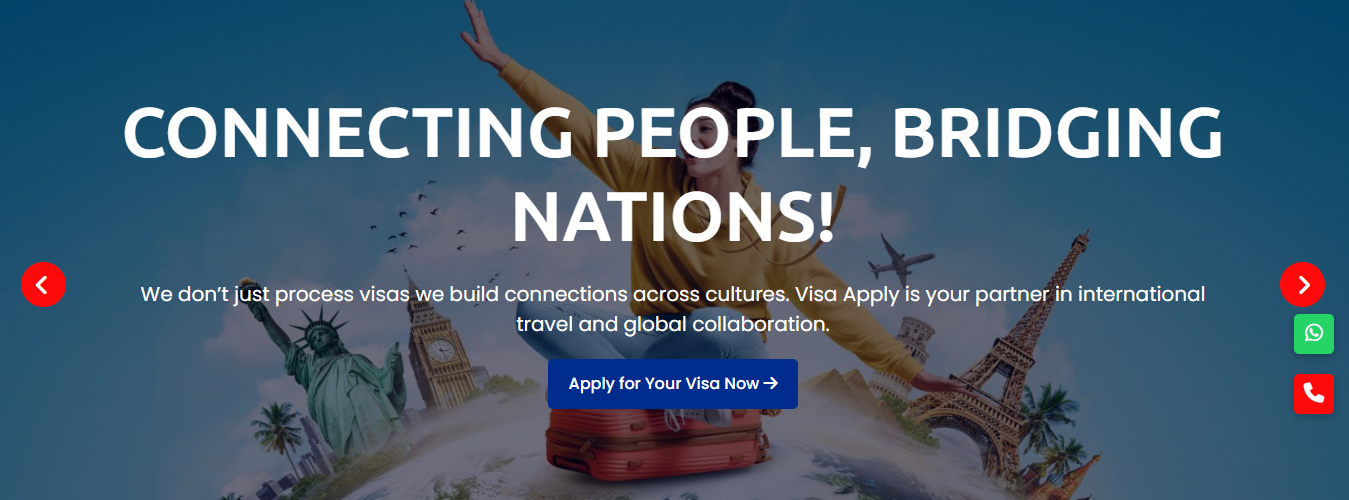 CONNECTING PEOPLE, BRIDGING
NATIONS!
We don’t just process visas we build connections across cultures. Visa Apply is your partner in international
travel and global collaboration.
Apply for Your Visa Now →